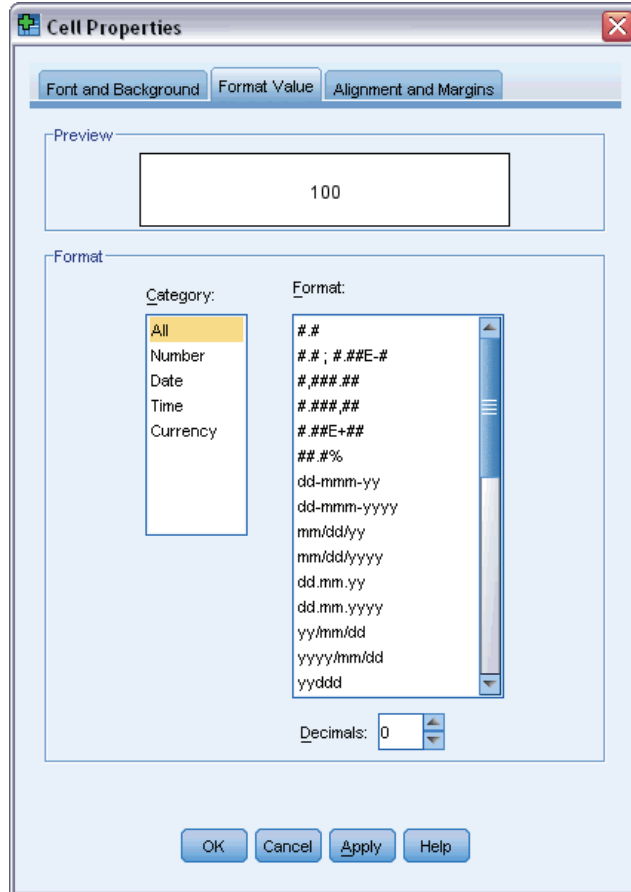 Cell Properties
Font and Background
Format Value
Alignment and Margins
Preview
100
Format
Category:
All
Number
Date
Time
Currency
Format:
#.#
#.# ; #.##E-#
#,###.##
#.###,##
#.##E+##
##.#%
dd-mmm-yy
dd-mmm-yyyy
mm/dd/yy
mm/dd/yyyy
dd.mm.yy
dd.mm.yyyy
yy/mm/dd
yyyy/mm/dd
yyddd
Decimals: 0
OK Cancel Apply Help